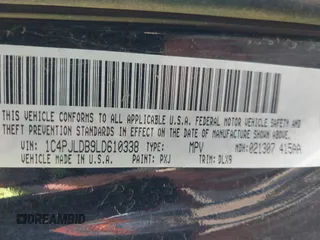 THIS VEHICLE CONFORMS TO ALL APPLICABLE U.S.A. FEDERAL MOTOR VEHICLE SAFETY AND
THEFT PREVENTION STANDARDS IN EFFECT ON THE DATE OF MANUFACTURE SHOWN ABOVE.
VIN: 1C4PJLDB9LD610338 TYPE: MPV MDH: 021307 415AA
PAINT: PXJ TRIM: DLX9
DREAMBID